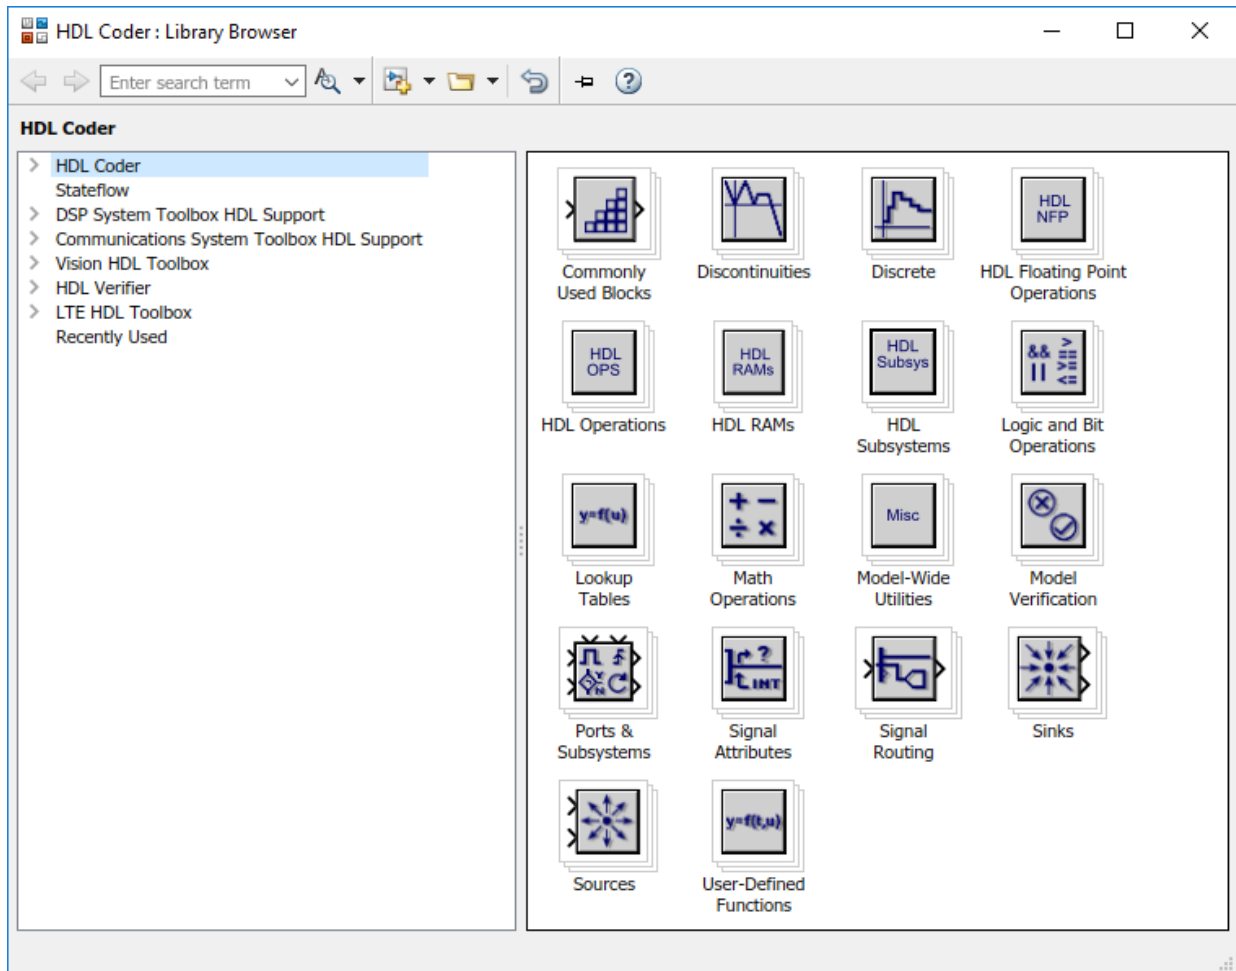 HDL Coder : Library Browser
Enter search term
HDL Coder
HDL Coder
Stateflow
DSP System Toolbox HDL Support
Communications System Toolbox HDL Support
Vision HDL Toolbox
HDL Verifier
LTE HDL Toolbox
Recently Used
Commonly
Used Blocks
Discontinuities
Discrete
HDL
NFP
HDL Floating Point
Operations
HDL
OPS
HDL Operations
HDL
RAMs
HDL RAMs
HDL
Subsys
HDL
Subsystems
&& > == >= <=
||
Logic and Bit
Operations
y=f(u)
Lookup
Tables
+ −
÷ ×
Math
Operations
Misc
Model-Wide
Utilities
Model
Verification
Y
N
Ports &
Subsystems
?
INT
Signal
Attributes
Signal
Routing
Sinks
Sources
y=f(t,u)
User-Defined
Functions